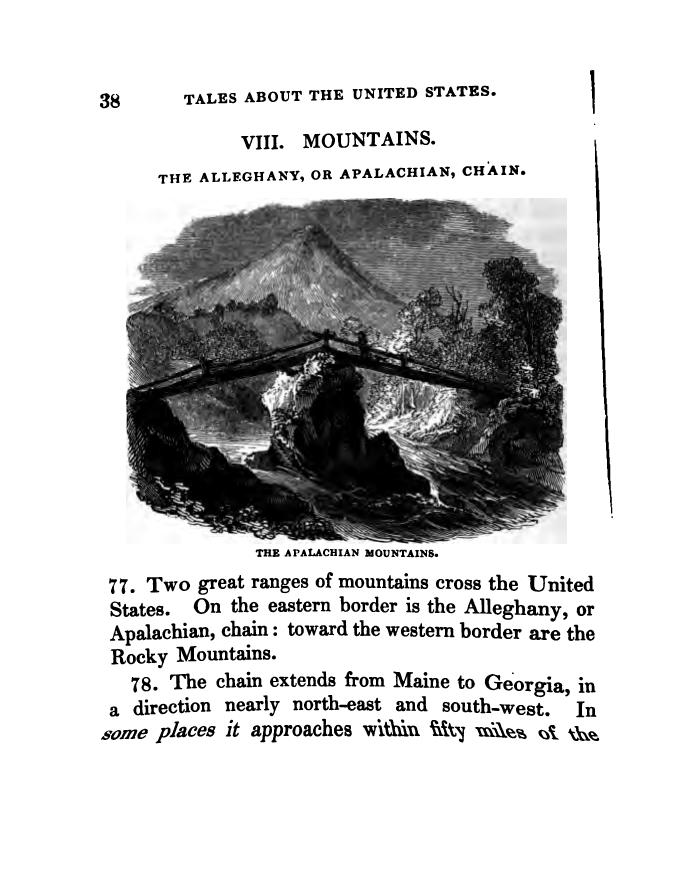 38 TALES ABOUT THE UNITED STATES.
VIII. MOUNTAINS.
THE ALLEGHANY, OR APALACHIAN, CHAIN.
THE APALACHIAN MOUNTAINS.
77. Two great ranges of mountains cross the United
States. On the eastern border is the Alleghany, or
Apalachian, chain: toward the western border are the
Rocky Mountains.
78. The chain extends from Maine to Georgia, in
a direction nearly north-east and south-west. In
some places it approaches within fifty miles of the